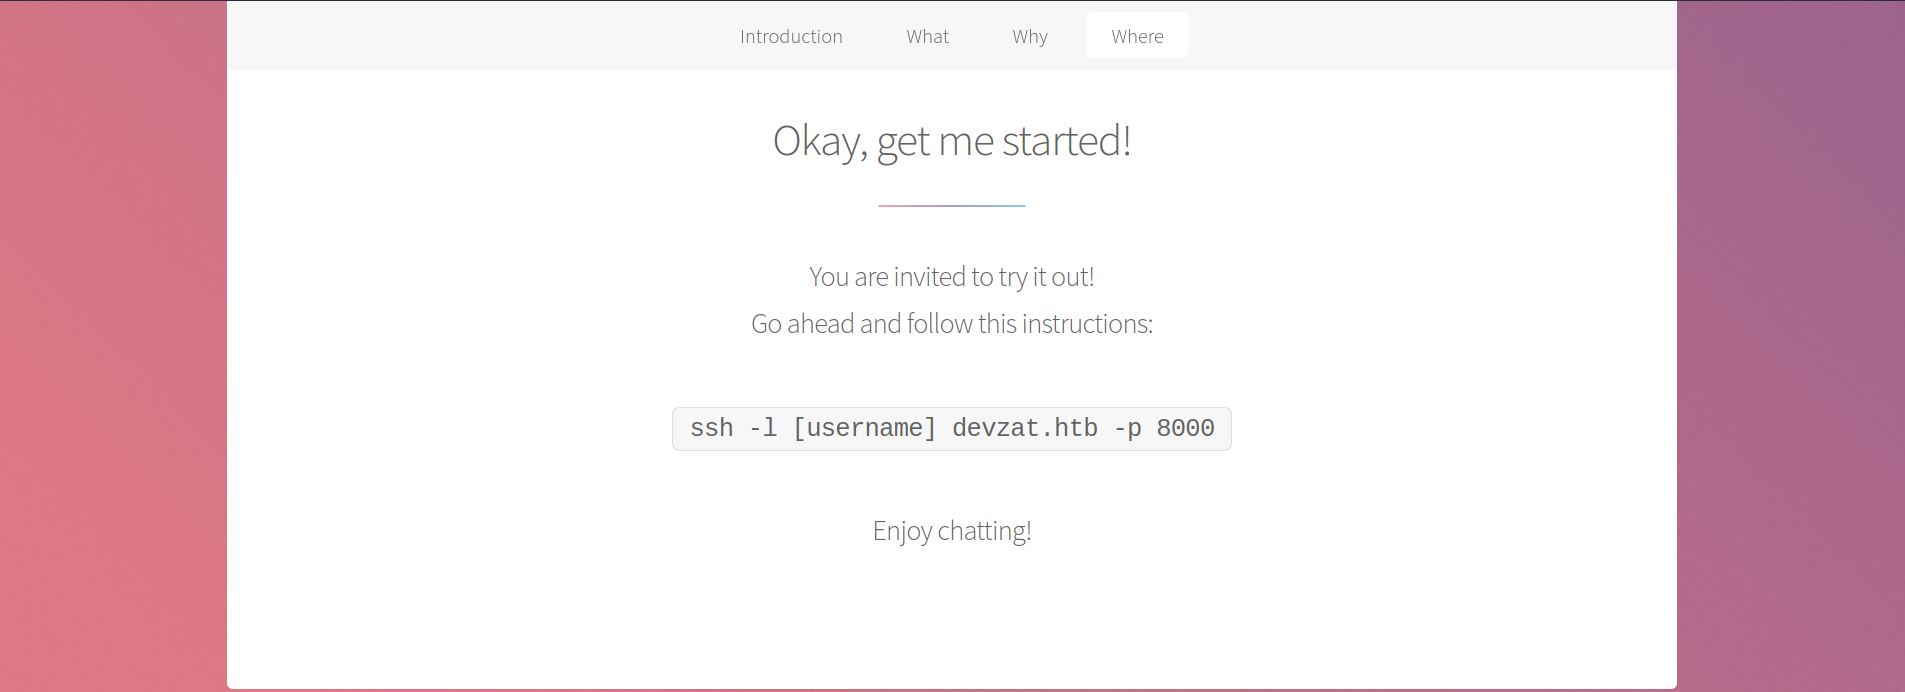 Introduction What Why Where
Okay, get me started!
You are invited to try it out!
Go ahead and follow this instructions:
ssh -l [username] devzat.htb -p 8000
Enjoy chatting!